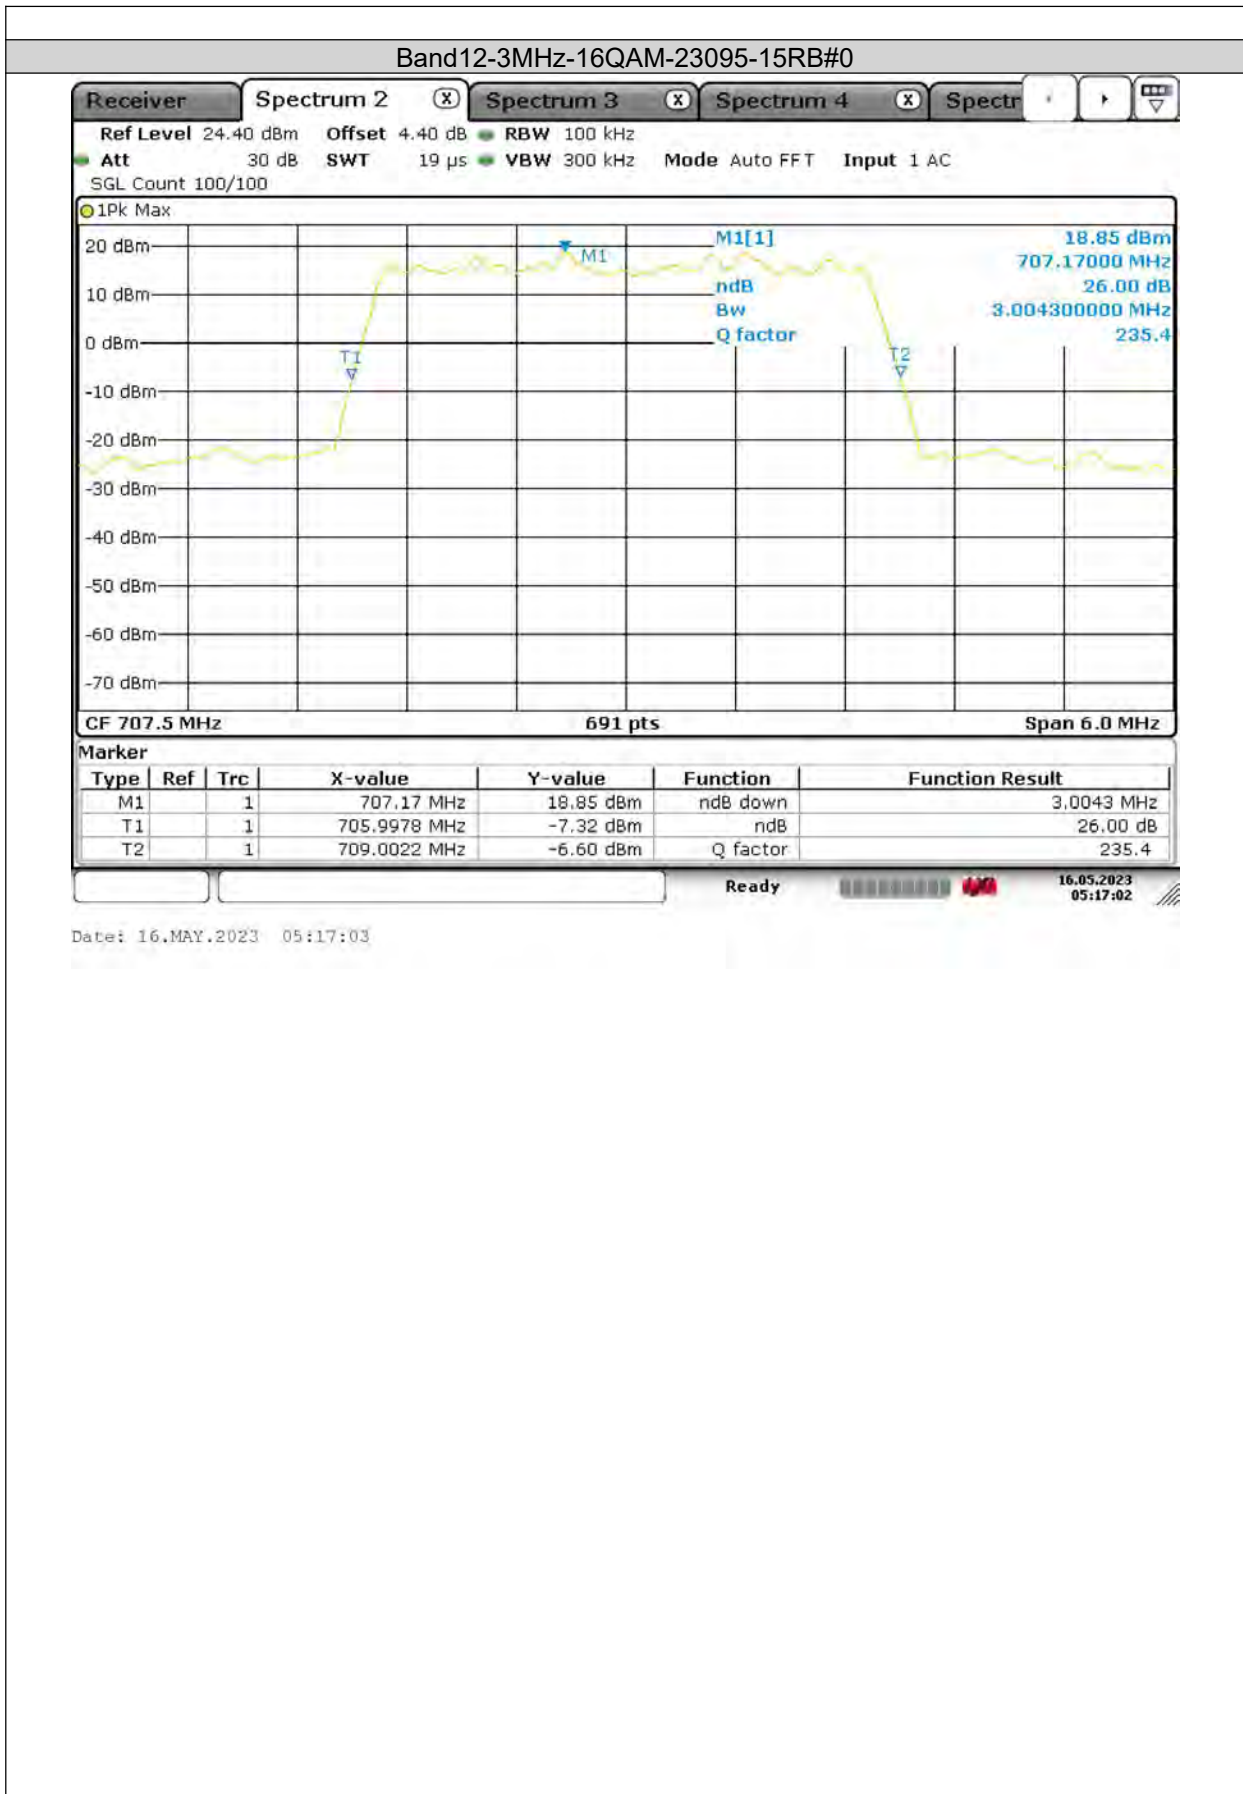 Band12-3MHz-16QAM-23095-15RB#0
Receiver Spectrum 2 X Spectrum 3 X Spectrum 4 X Spectr
Ref Level 24.40 dBm Offset 4.40 dB RBW 100 kHz
Att 30 dB SWT 19 µs VBW 300 kHz Mode Auto FFT Input 1 AC
SGL Count 100/100
1Pk Max
M1[1] 18.85 dBm
707.17000 MHz
ndB 26.00 dB
Bw 3.004300000 MHz
Q factor 235.4
20 dBm
10 dBm
0 dBm
-10 dBm
-20 dBm
-30 dBm
-40 dBm
-50 dBm
-60 dBm
-70 dBm
M1
T1
T2
CF 707.5 MHz 691 pts Span 6.0 MHz
Marker
Type Ref Trc X-value Y-value Function Function Result
M1 1 707.17 MHz 18.85 dBm ndB down 3.0043 MHz
T1 1 705.9978 MHz -7.32 dBm ndB 26.00 dB
T2 1 709.0022 MHz -6.60 dBm Q factor 235.4
Ready 16.05.2023
05:17:02
Date: 16.MAY.2023 05:17:03